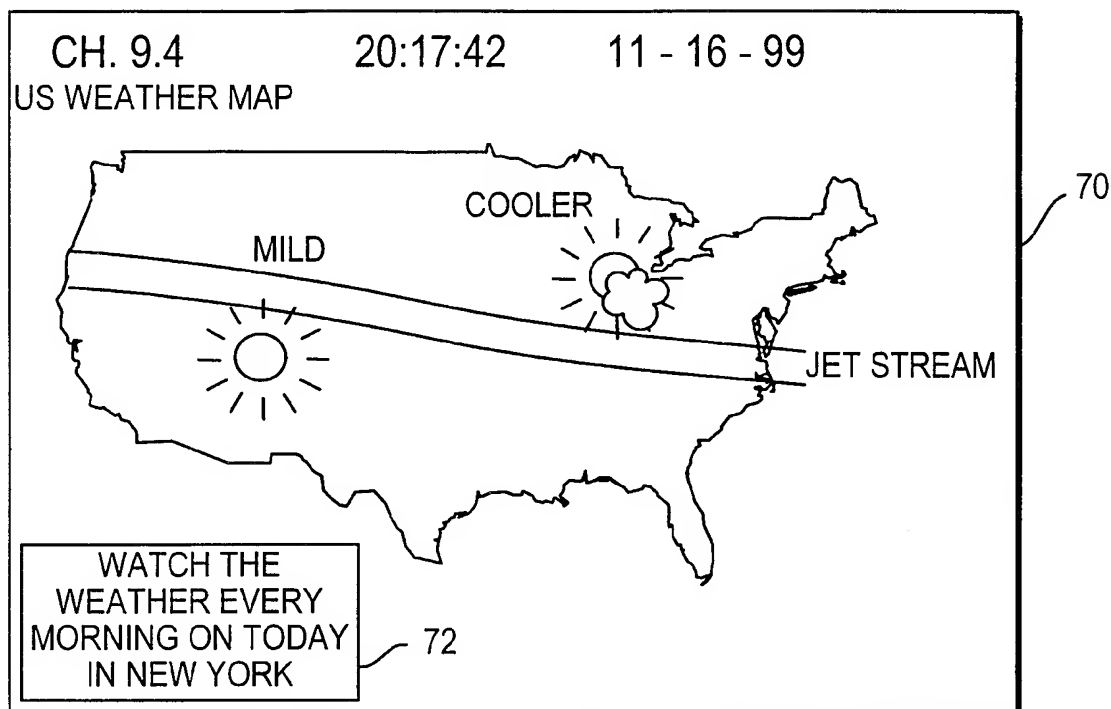 CH. 9.4 20:17:42 11 - 16 - 99
US WEATHER MAP
COOLER
MILD
70
JET STREAM
WATCH THE
WEATHER EVERY
MORNING ON TODAY
IN NEW YORK
72